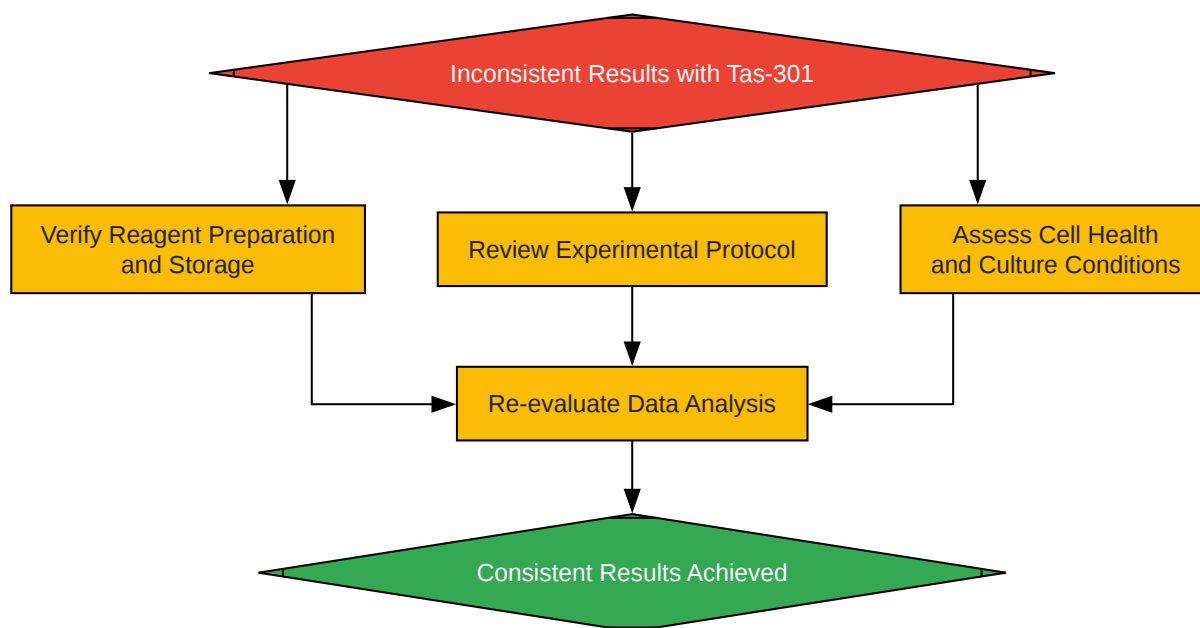 Inconsistent Results with Tas-301
Verify Reagent Preparation
and Storage
Review Experimental Protocol
Assess Cell Health
and Culture Conditions
Re-evaluate Data Analysis
Consistent Results Achieved